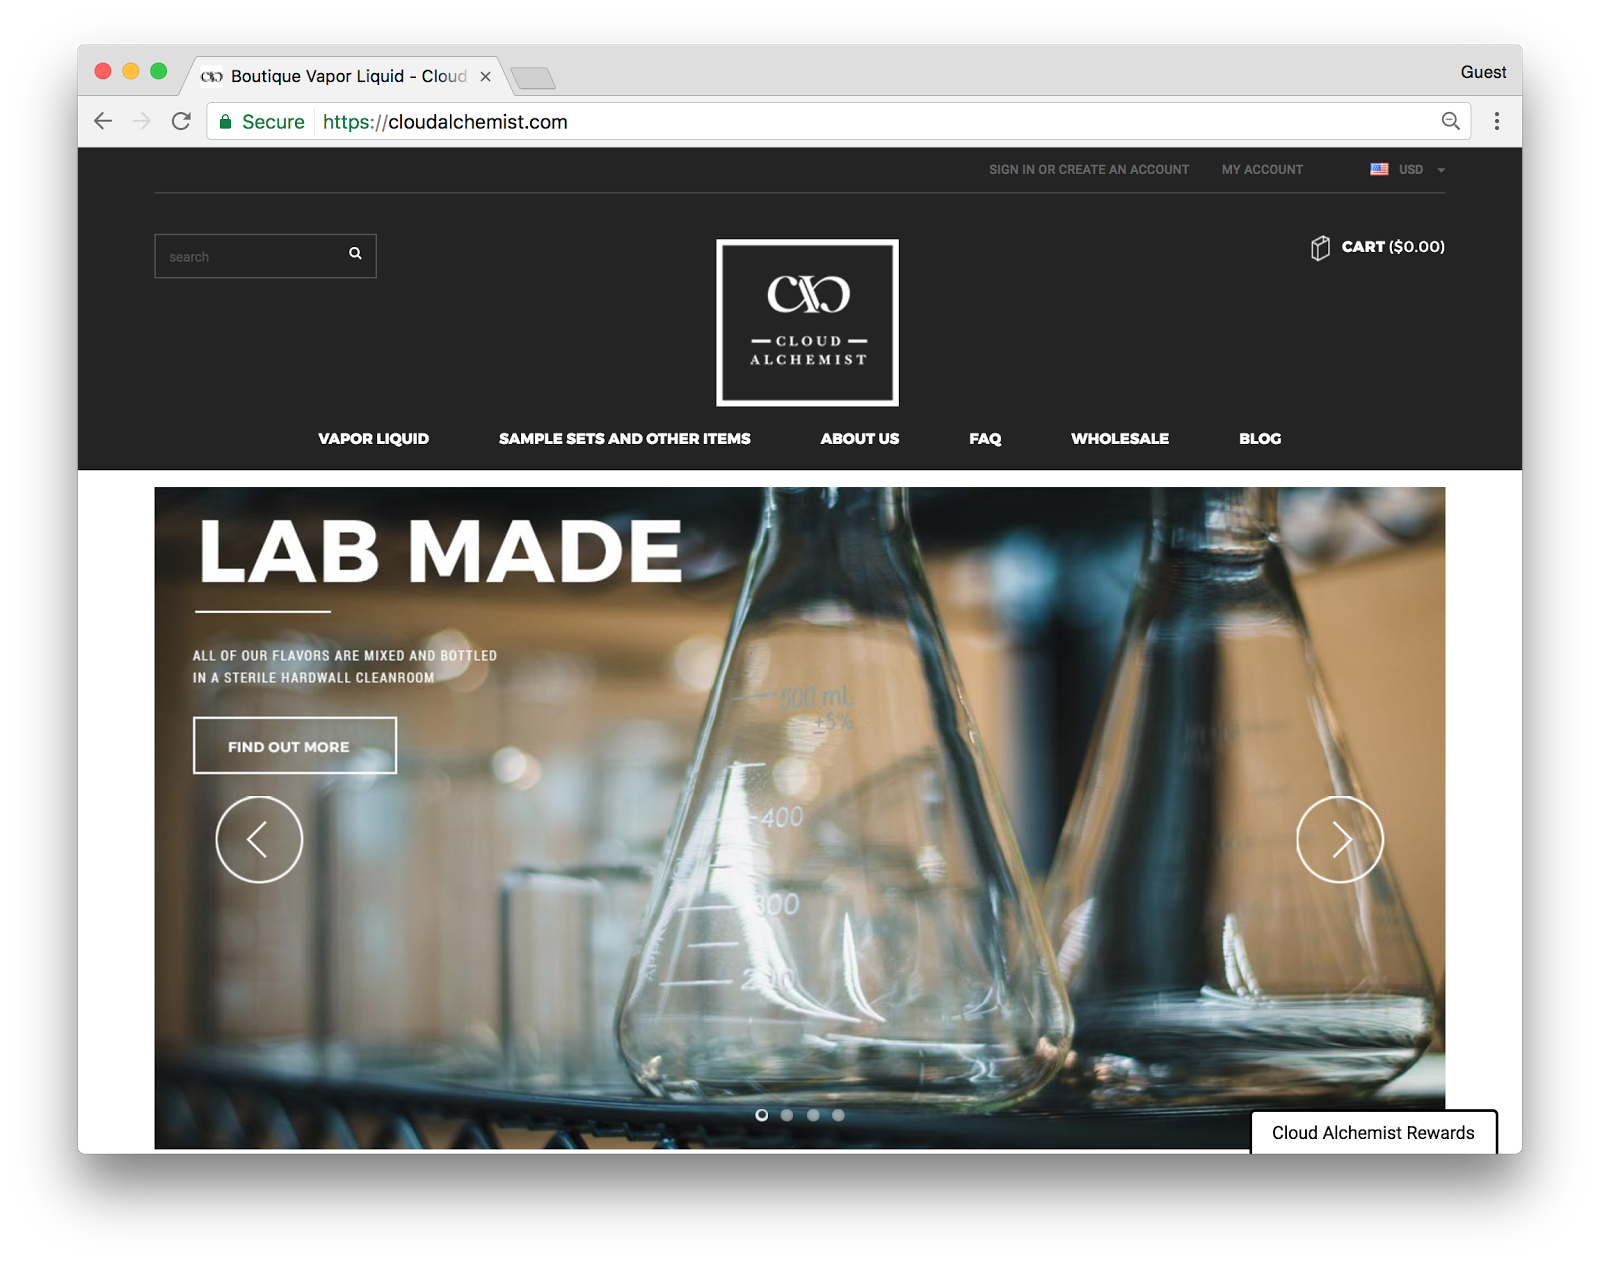 Boutique Vapor Liquid - Cloud
Guest
Secure
https://cloudalchemist.com
SIGN IN OR CREATE AN ACCOUNT
MY ACCOUNT
USD
search
CART ($0.00)
CLOUD
ALCHEMIST
VAPOR LIQUID
SAMPLE SETS AND OTHER ITEMS
ABOUT US
FAQ
WHOLESALE
BLOG
LAB MADE
ALL OF OUR FLAVORS ARE MIXED AND BOTTLED
IN A STERILE HARDWALL CLEANROOM
FIND OUT MORE
500 mL
±5%
400
300
Cloud Alchemist Rewards